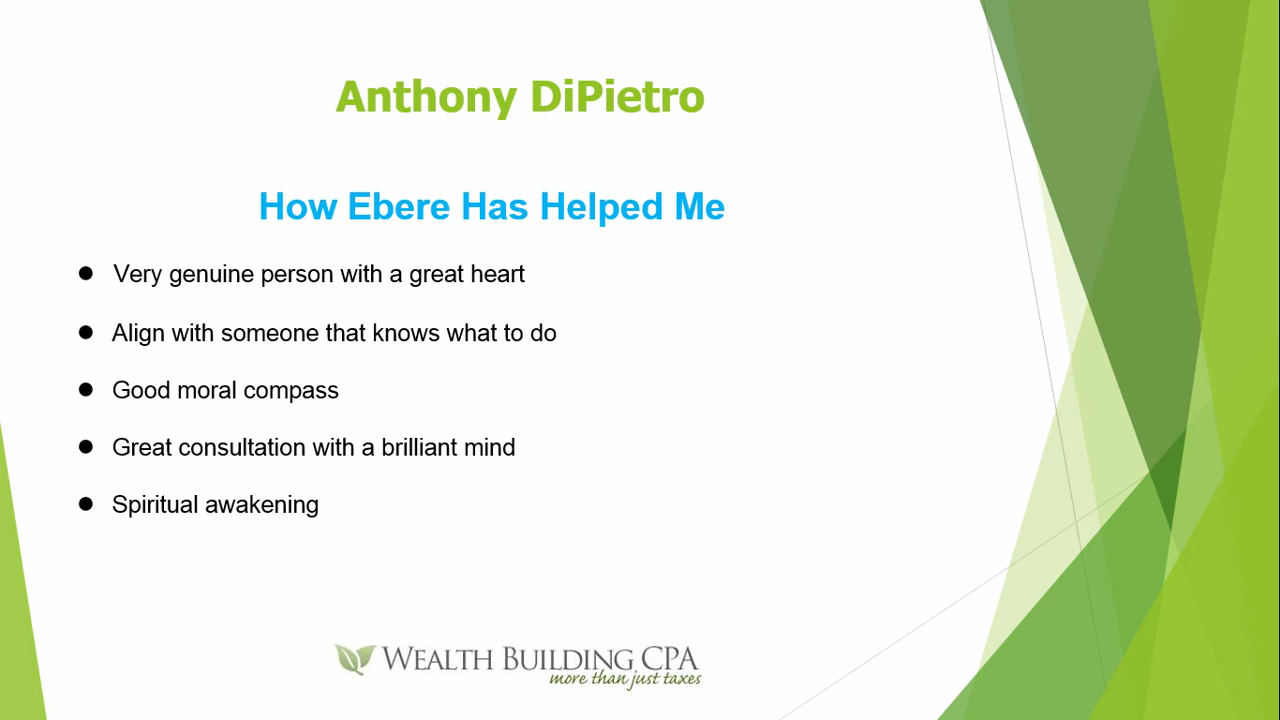 Anthony DiPietro
How Ebere Has Helped Me
● Very genuine person with a great heart
● Align with someone that knows what to do
● Good moral compass
● Great consultation with a brilliant mind
● Spiritual awakening
WEALTH BUILDING CPA
more than just taxes